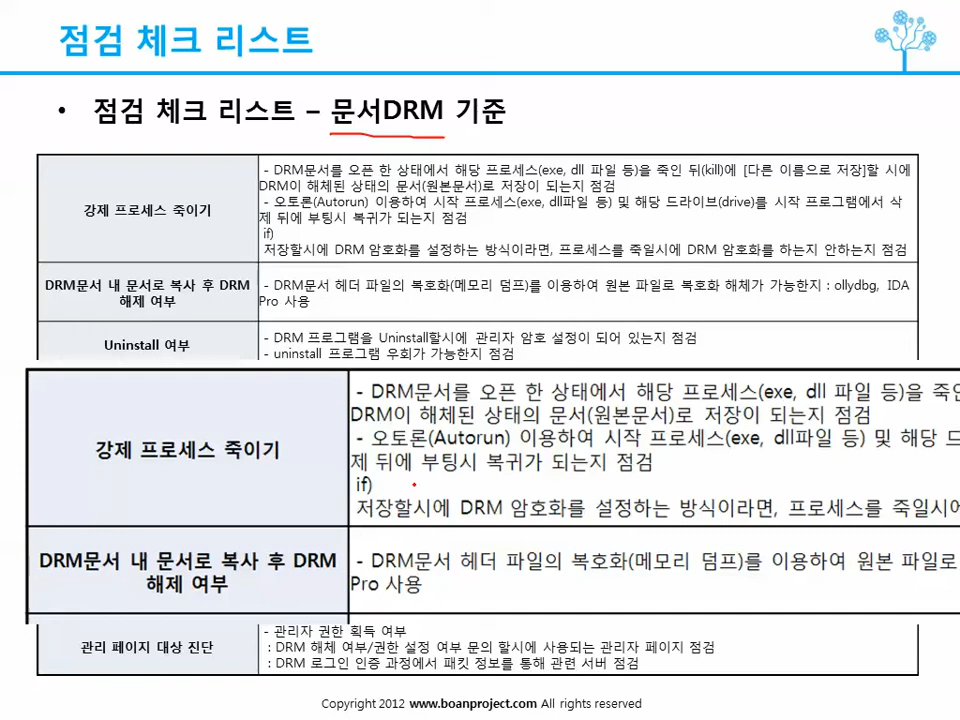 점검 체크 리스트
• 점검 체크 리스트 – 문서DRM 기준
강제 프로세스 죽이기
- DRM문서를 오픈 한 상태에서 해당 프로세스(exe, dll 파일 등)을 죽인 뒤(kill)에 [다른 이름으로 저장]할 시에
DRM이 해체된 상태의 문서(원본문서)로 저장이 되는지 점검
- 오토론(Autorun) 이용하여 시작 프로세스(exe, dll파일 등) 및 해당 드라이브(drive)를 시작 프로그램에서 삭
제 뒤에 부팅시 복귀가 되는지 점검
if)
저장할시에 DRM 암호화를 설정하는 방식이라면, 프로세스를 죽일시에 DRM 암호화를 하는지 안하는지 점검
DRM문서 내 문서로 복사 후 DRM
해제 여부
- DRM문서 헤더 파일의 복호화(메모리 덤프)를 이용하여 원본 파일로 복호화 해체가 가능한지 : ollydbg, IDA
Pro 사용
Uninstall 여부
- DRM 프로그램을 Uninstall할시에 관리자 암호 설정이 되어 있는지 점검
- uninstall 프로그램 우회가 가능한지 점검
강제 프로세스 죽이기
- DRM문서를 오픈 한 상태에서 해당 프로세스(exe, dll 파일 등)을 죽인
DRM이 해체된 상태의 문서(원본문서)로 저장이 되는지 점검
- 오토론(Autorun) 이용하여 시작 프로세스(exe, dll파일 등) 및 해당 드
제 뒤에 부팅시 복귀가 되는지 점검
if)
저장할시에 DRM 암호화를 설정하는 방식이라면, 프로세스를 죽일시에
DRM문서 내 문서로 복사 후 DRM
해제 여부
- DRM문서 헤더 파일의 복호화(메모리 덤프)를 이용하여 원본 파일로
Pro 사용
관리 페이지 대상 진단
- 관리자 권한 획득 여부
: DRM 해체 여부/권한 설정 여부 문의 할시에 사용되는 관리자 페이지 점검
: DRM 로그인 인증 과정에서 패킷 정보를 통해 관련 서버 점검
Copyright 2012 www.boanproject.com All rights reserved